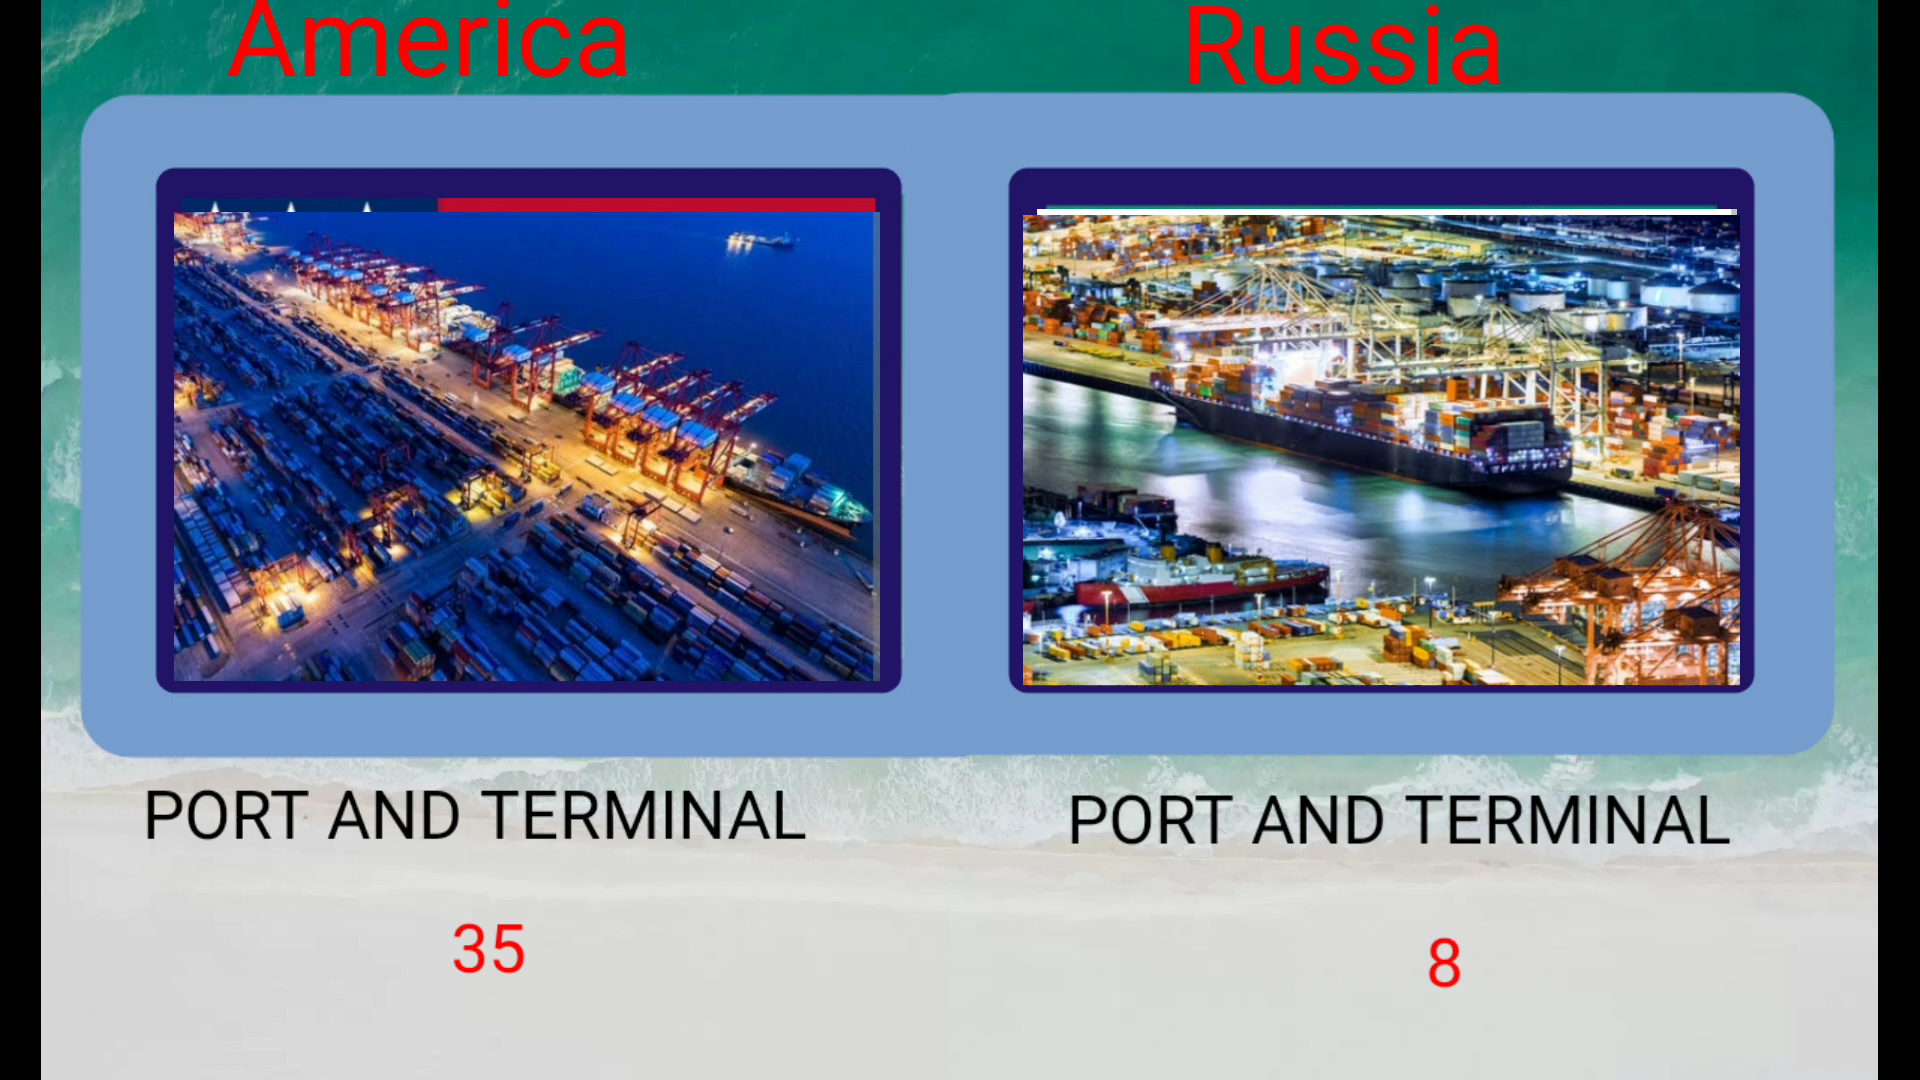 America
Russia
PORT AND TERMINAL
PORT AND TERMINAL
35
8